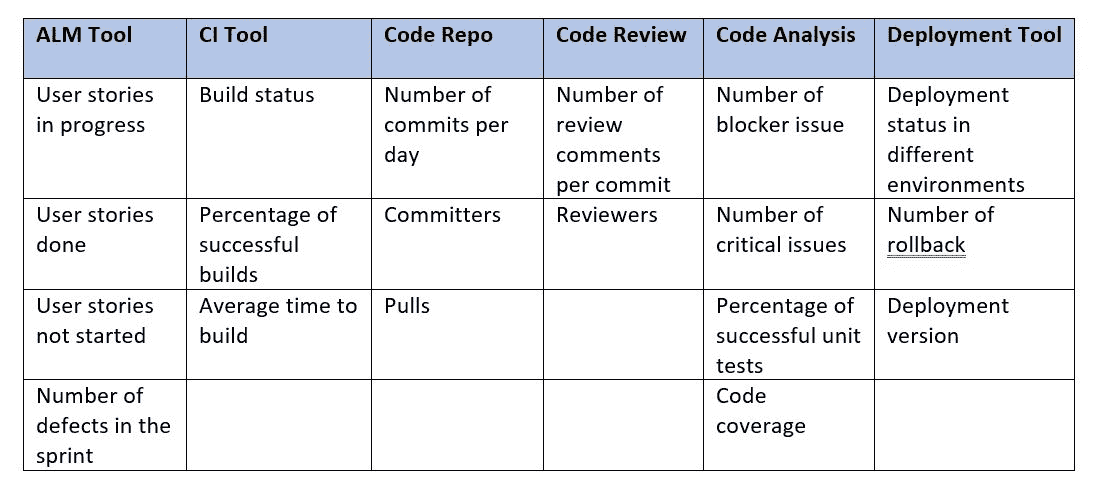 ALM Tool CI Tool Code Repo Code Review Code Analysis Deployment Tool
User stories Build status Number of Number of Number of Deployment
in progress commits per review blocker issue status in
day comments different
per commit environments
User stories Percentage of Committers Reviewers Number of Number of
done successful critical issues rollback
builds
User stories Average time to Pulls Percentage of Deployment
not started build successful unit version
tests
Number of Code
defects in the coverage
sprint